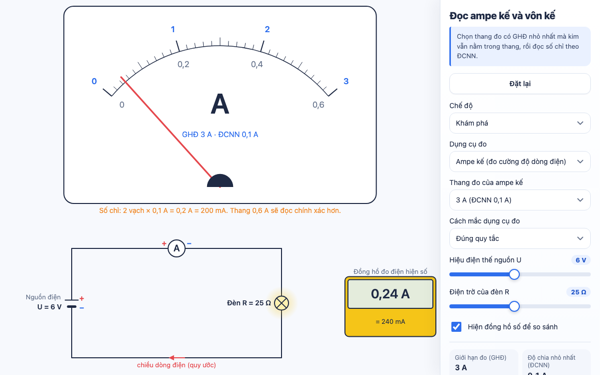 0
1
2
3
0
0,2
0,4
0,6
A
GHĐ 3 A · ĐCNN 0,1 A
Số chỉ: 2 vạch × 0,1 A = 0,2 A = 200 mA. Thang 0,6 A sẽ đọc chính xác hơn.
+ A −
Nguồn điện
U = 6 V
+
−
Đèn R = 25 Ω
chiều dòng điện (quy ước)
Đồng hồ đo điện hiện số
0,24 A
= 240 mA
Đọc ampe kế và vôn kế
Chọn thang đo có GHĐ nhỏ nhất mà kim
vẫn nằm trong thang, rồi đọc số chỉ theo
ĐCNN.
Đặt lại
Chế độ
Khám phá
Dụng cụ đo
Ampe kế (đo cường độ dòng điện)
Thang đo của ampe kế
3 A (ĐCNN 0,1 A)
Cách mắc dụng cụ đo
Đúng quy tắc
Hiệu điện thế nguồn U
6 V
Điện trở của đèn R
25 Ω
Hiện đồng hồ số để so sánh
Giới hạn đo (GHĐ)
3 A
Độ chia nhỏ nhất
(ĐCNN)